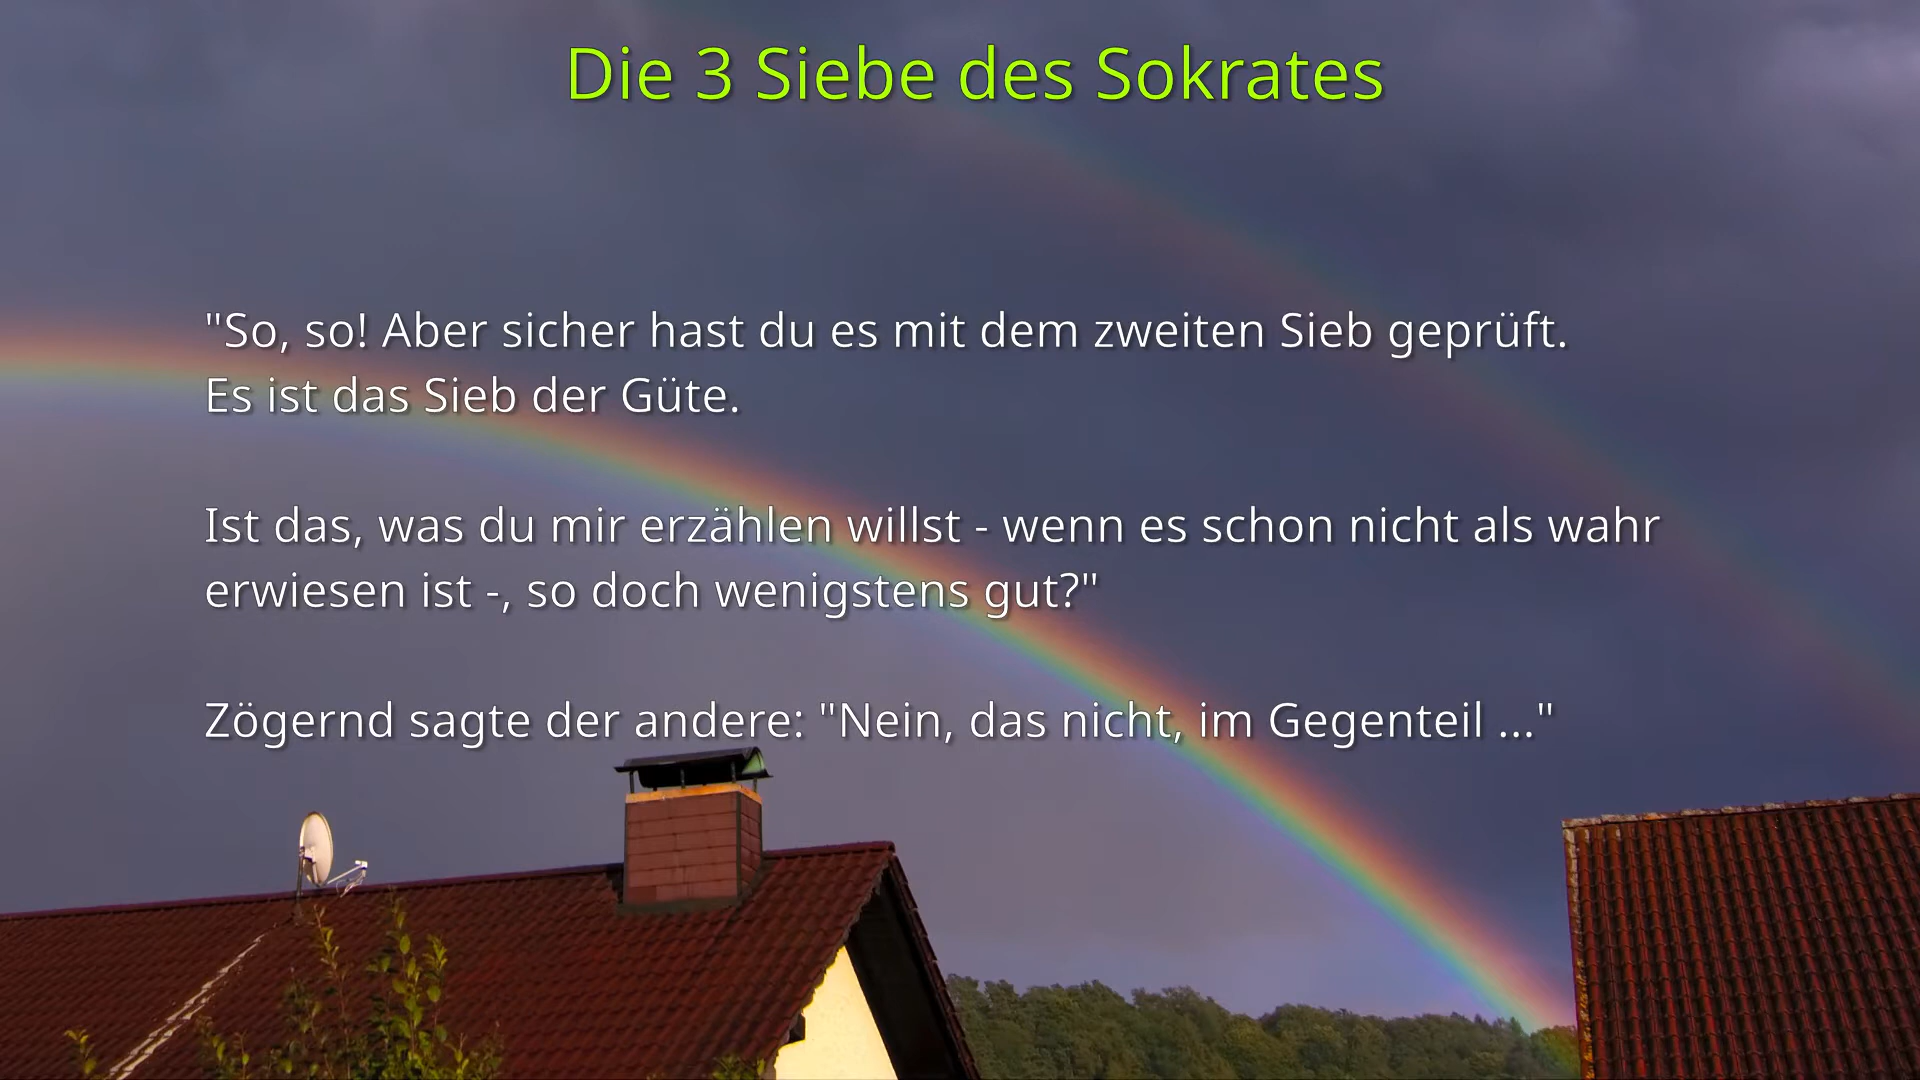 Die 3 Siebe des Sokrates
"So, so! Aber sicher hast du es mit dem zweiten Sieb geprüft.
Es ist das Sieb der Güte.
Ist das, was du mir erzählen willst - wenn es schon nicht als wahr
erwiesen ist -, so doch wenigstens gut?"
Zögernd sagte der andere: "Nein, das nicht, im Gegenteil ..."